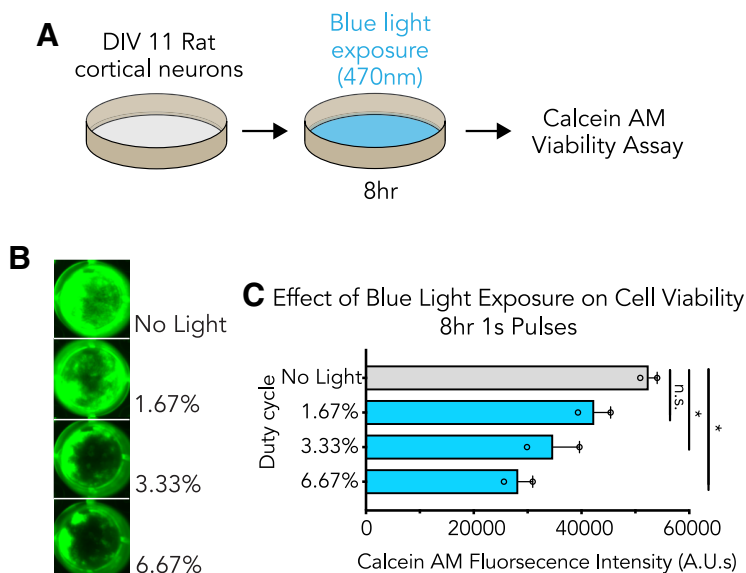 A
DIV 11 Rat
cortical neurons
Blue light
exposure
(470nm)
8hr
Calcein AM
Viability Assay
B
No Light
1.67%
3.33%
6.67%
C Effect of Blue Light Exposure on Cell Viability
8hr 1s Pulses
Duty cycle
No Light
1.67%
3.33%
6.67%
n.s.
*
*
0 20000 40000 60000
Calcein AM Fluorsecence Intensity (A.U.s)